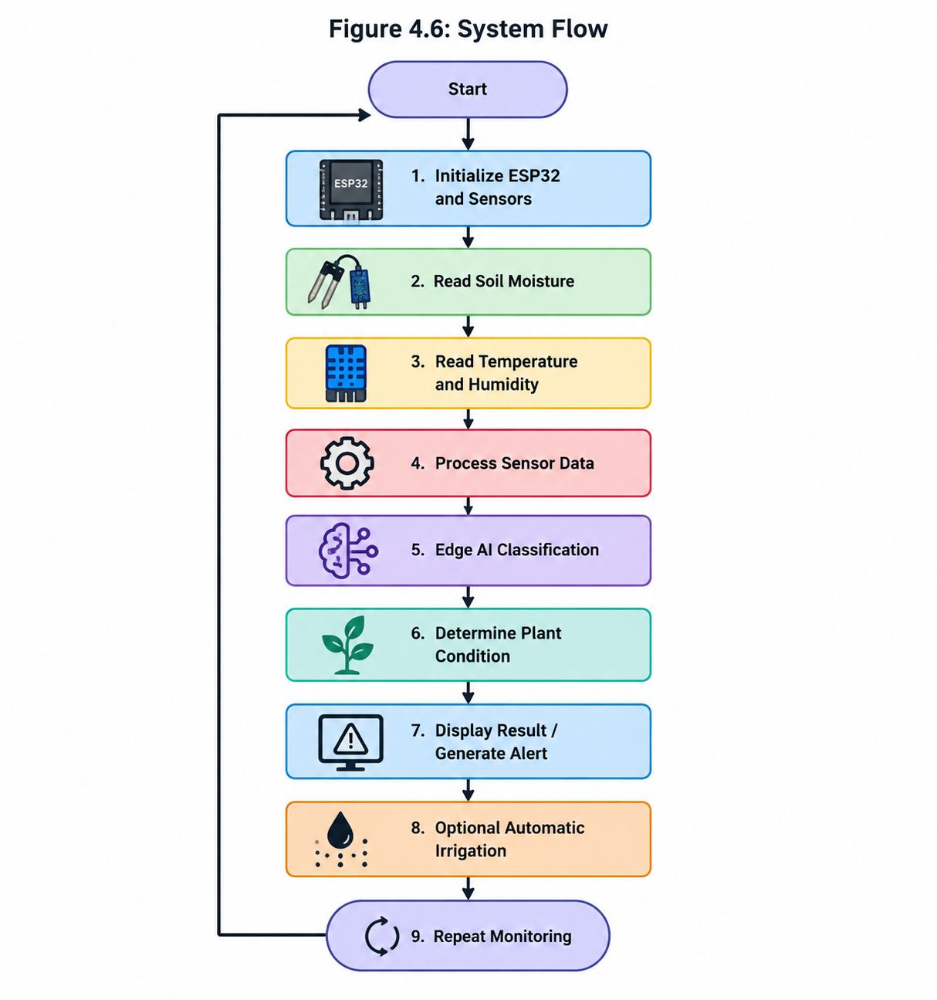 Figure 4.6: System Flow
Start
ESP32
1. Initialize ESP32
and Sensors
2. Read Soil Moisture
3. Read Temperature
and Humidity
4. Process Sensor Data
5. Edge AI Classification
6. Determine Plant
Condition
7. Display Result /
Generate Alert
8. Optional Automatic
Irrigation
9. Repeat Monitoring